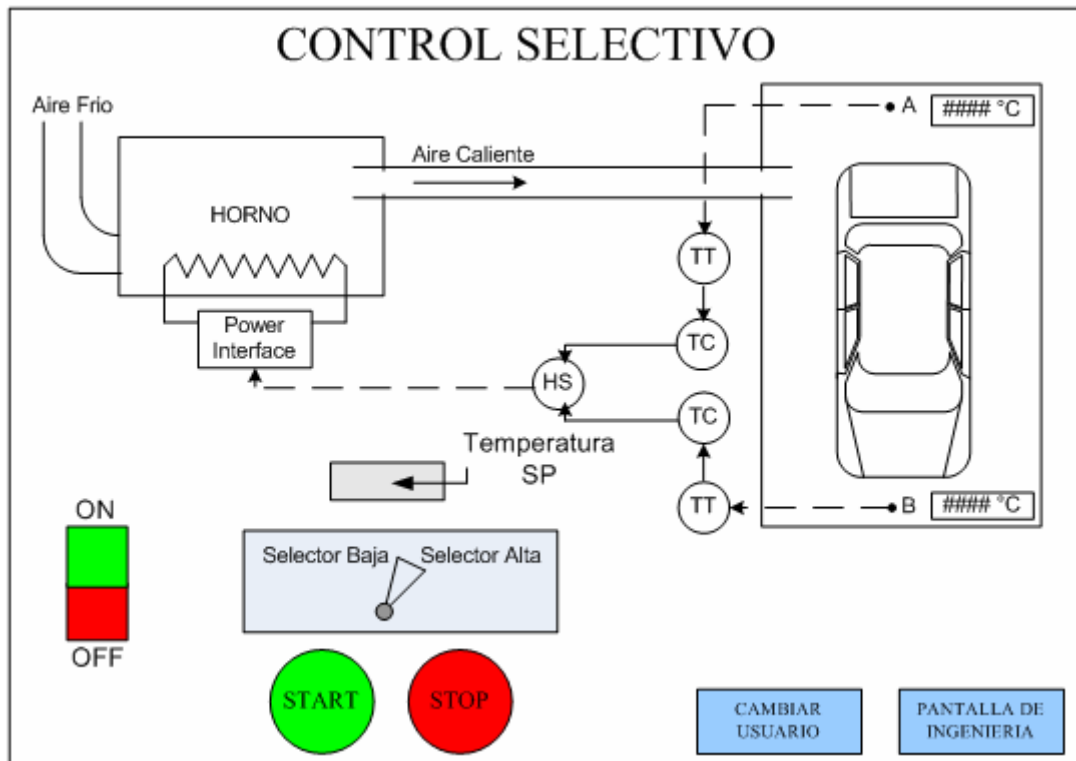 CONTROL SELECTIVO
Aire Frio
A
#### °C
Aire Caliente
HORNO
TT
Power
Interface
TC
HS
TC
Temperatura
SP
TT
B
#### °C
ON
Selector Baja
Selector Alta
OFF
START
STOP
CAMBIAR
USUARIO
PANTALLA DE
INGENIERIA